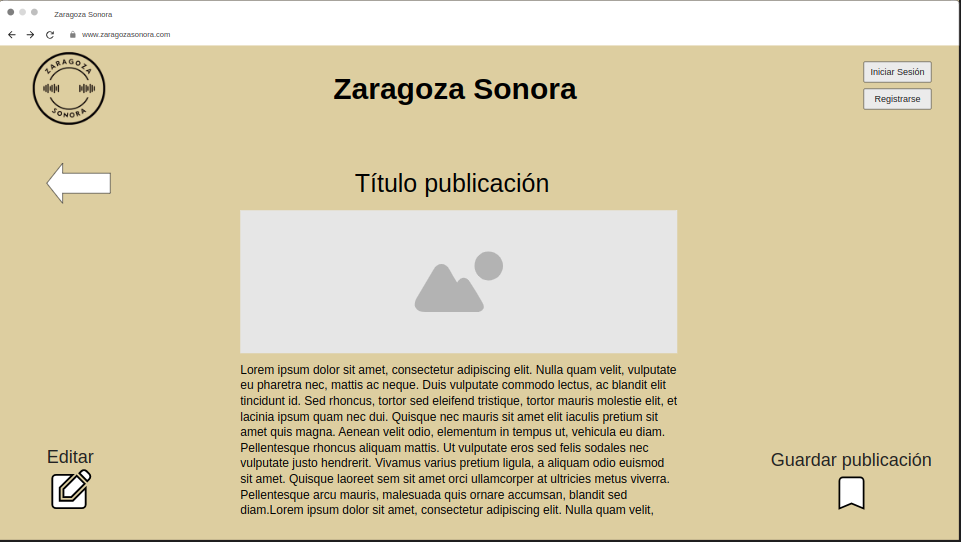 Zaragoza Sonora
www.zaragozasonora.com
ZARAGOZA
SONORA
Zaragoza Sonora
Iniciar Sesión
Registrarse
Título publicación
Lorem ipsum dolor sit amet, consectetur adipiscing elit. Nulla quam velit, vulputate
eu pharetra nec, mattis ac neque. Duis vulputate commodo lectus, ac blandit elit
tincidunt id. Sed rhoncus, tortor sed eleifend tristique, tortor mauris molestie elit, et
lacinia ipsum quam nec dui. Quisque nec mauris sit amet elit iaculis pretium sit
amet quis magna. Aenean velit odio, elementum in tempus ut, vehicula eu diam.
Pellentesque rhoncus aliquam mattis. Ut vulputate eros sed felis sodales nec
vulputate justo hendrerit. Vivamus varius pretium ligula, a aliquam odio euismod
sit amet. Quisque laoreet sem sit amet orci ullamcorper at ultricies metus viverra.
Pellentesque arcu mauris, malesuada quis ornare accumsan, blandit sed
diam.Lorem ipsum dolor sit amet, consectetur adipiscing elit. Nulla quam velit,
Editar
Guardar publicación